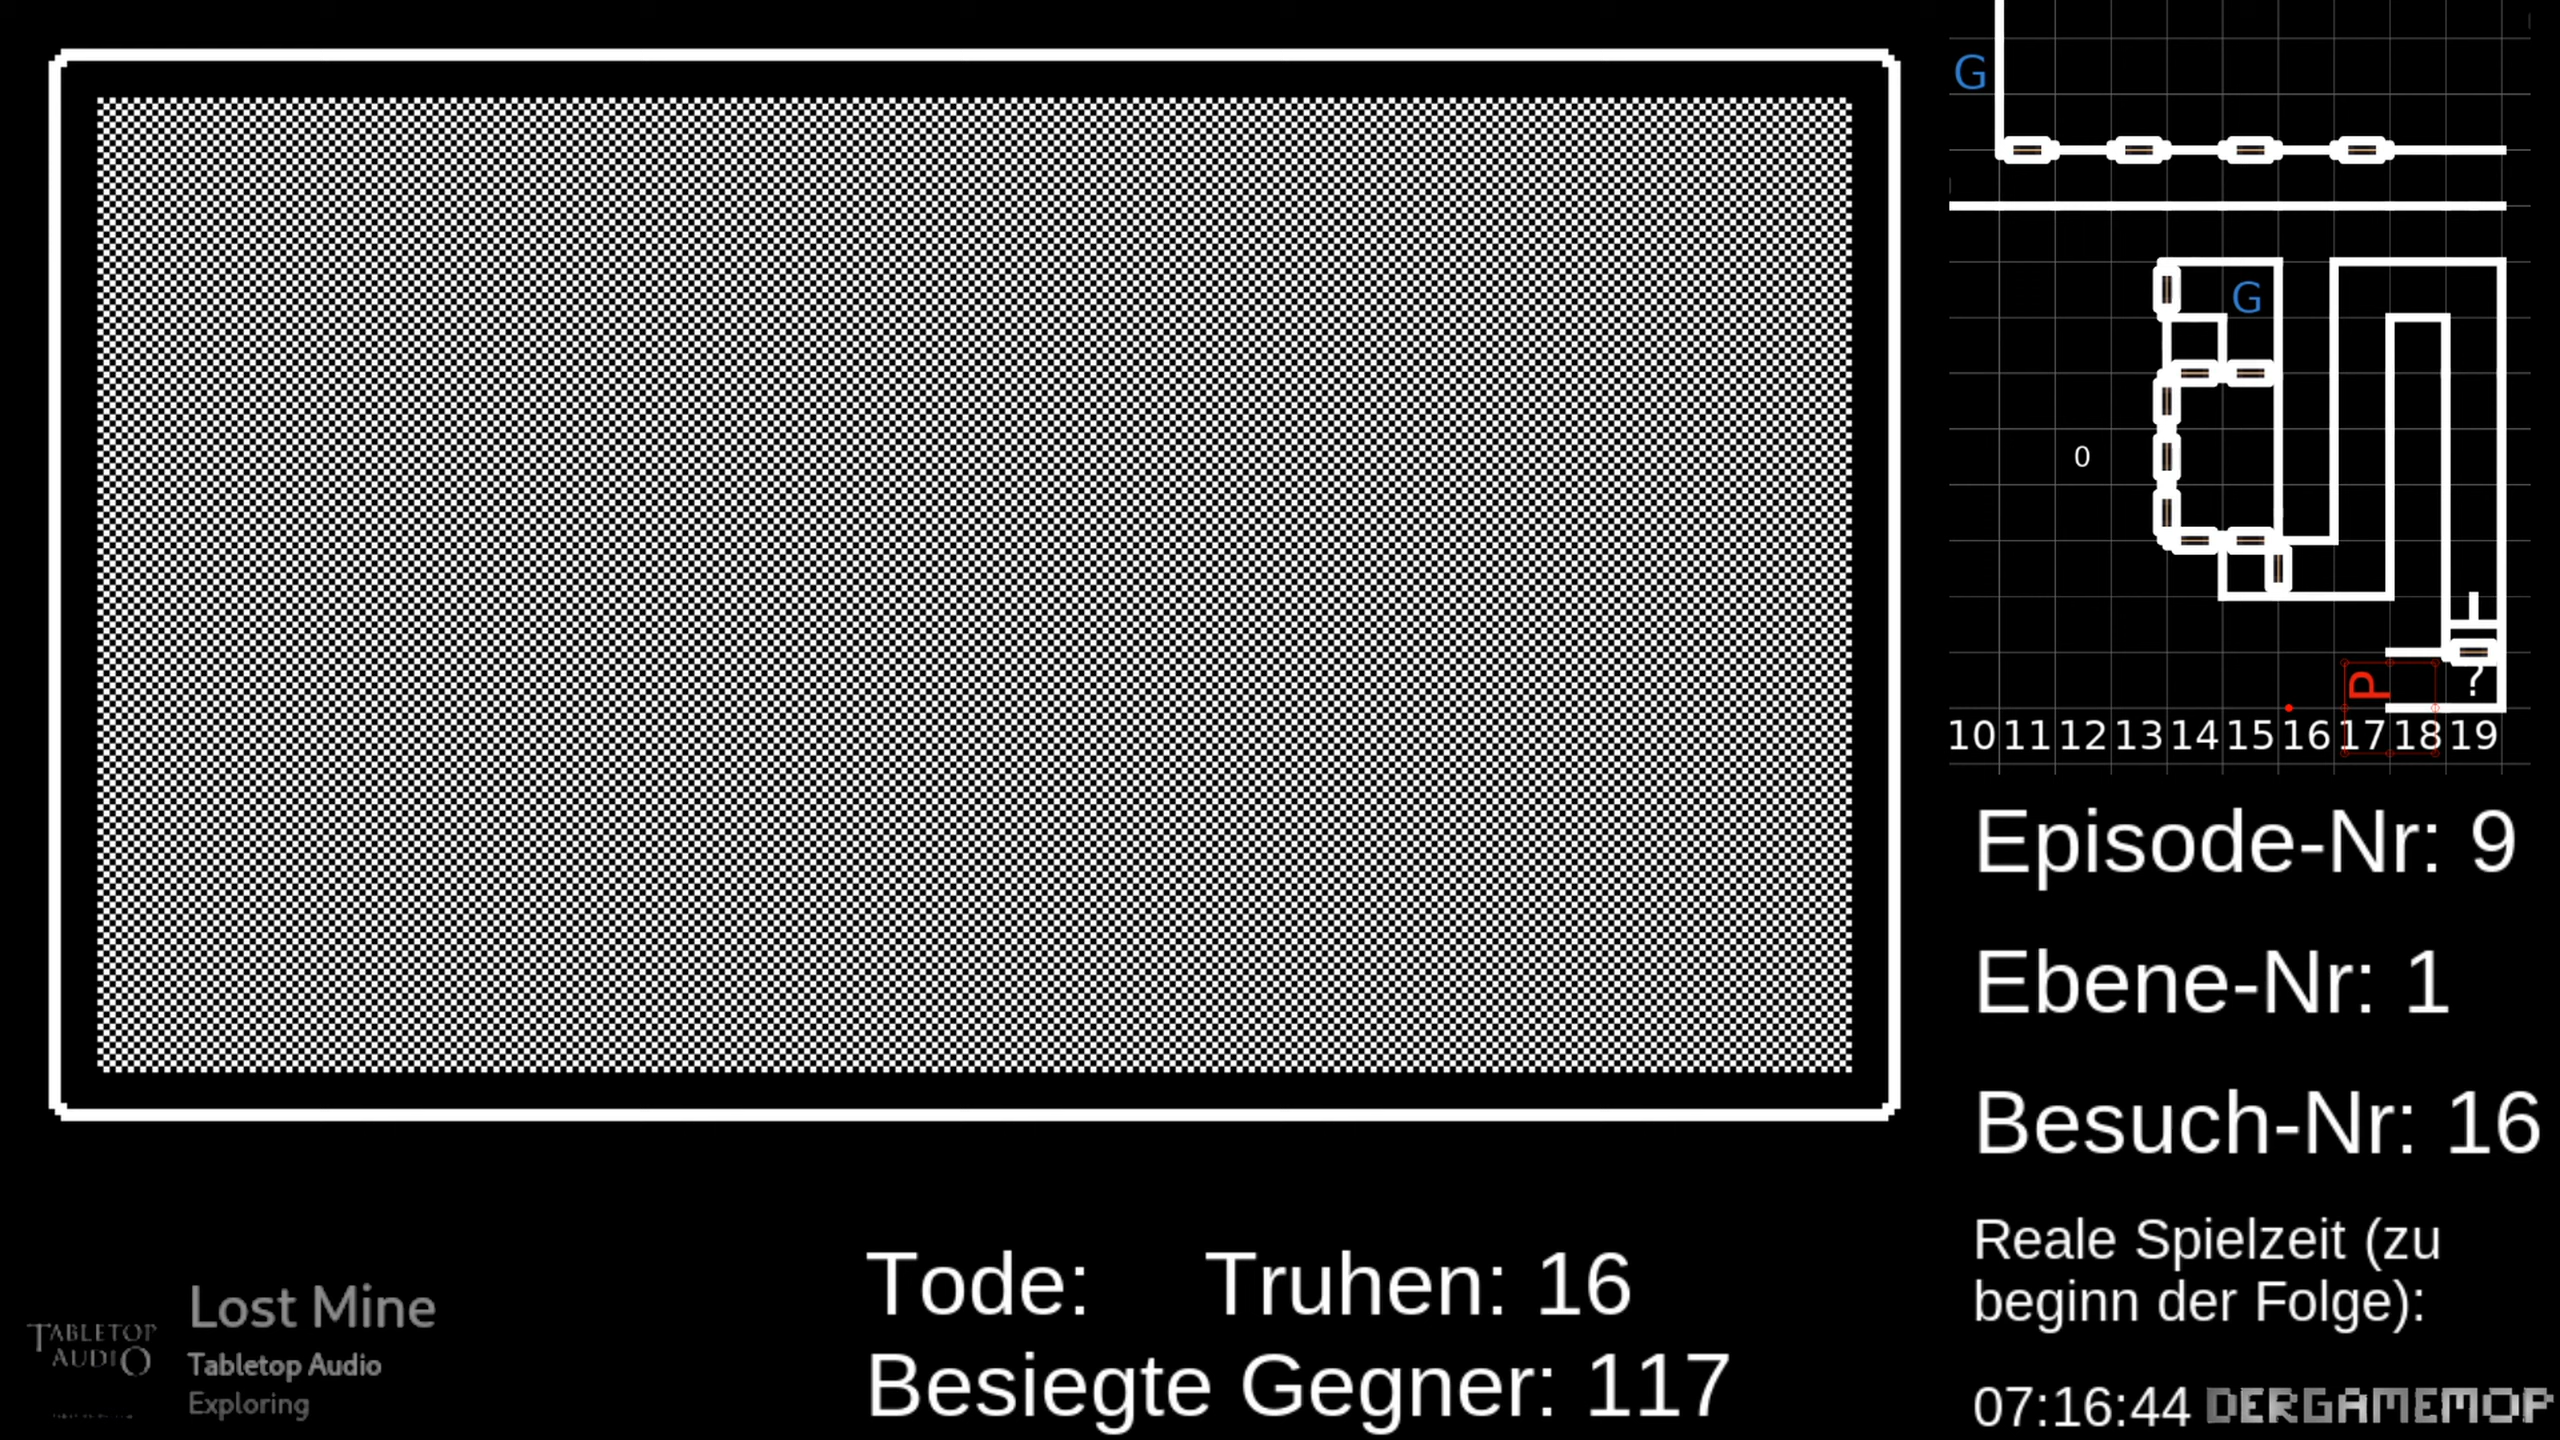 G
G
0
?
P
10 11 12 13 14 15 16 17 18 19
Episode-Nr: 9
Ebene-Nr: 1
Besuch-Nr: 16
Reale Spielzeit (zu
beginn der Folge):
07:16:44 DERGAMEMOP
Tode: Truhen: 16
Besiegte Gegner: 117
TABLETOP
AUDIO
Lost Mine
Tabletop Audio
Exploring